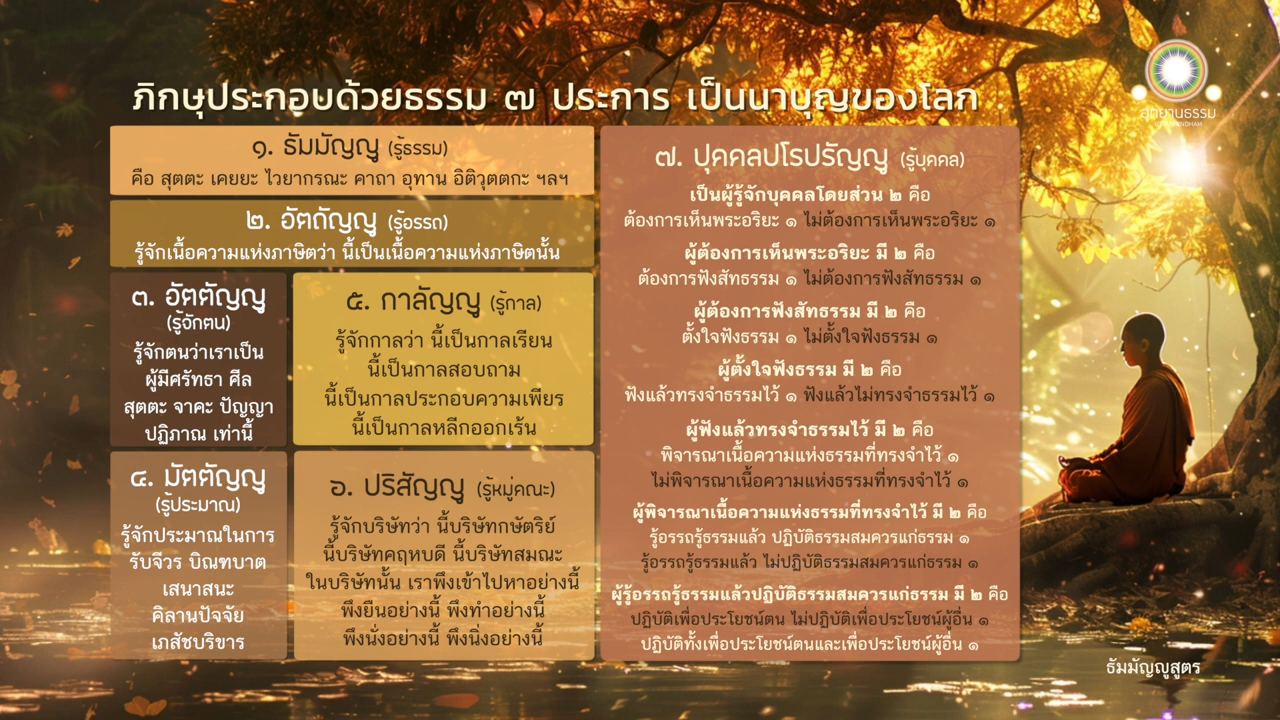 ภิกษุประกอบด้วยธรรม ๗ ประการ เป็นนาบุญของโลก
๑. ธัมมัญญู (รู้ธรรม)
คือ สุตตะ เคยยะ ไวยากรณะ คาถา อุทาน อิติวุตตกะ ฯลฯ
๒. อัตถัญญู (รู้อรรถ)
รู้จักเนื้อความแห่งภาษิตว่า นี้เป็นเนื้อความแห่งภาษิตนั้น
๓. อัตตัญญู
(รู้จักตน)
รู้จักตนว่าเราเป็น
ผู้มีศรัทธา ศีล
สุตตะ จาคะ ปัญญา
ปฏิภาณ เท่านี้
๔. มัตตัญญู
(รู้ประมาณ)
รู้จักประมาณในการ
รับจีวร บิณฑบาต
เสนาสนะ
คิลานปัจจัย
เภสัชบริขาร
๕. กาลัญญู (รู้กาล)
รู้จักกาลว่า นี้เป็นกาลเรียน
นี้เป็นกาลสอบถาม
นี้เป็นกาลประกอบความเพียร
นี้เป็นกาลหลีกออกเร้น
๖. ปริสัญญู (รู้หมู่คณะ)
รู้จักบริษัทว่า นี้บริษัทกษัตริย์
นี้บริษัทคฤหบดี นี้บริษัทสมณะ
ในบริษัทนั้น เราพึงเข้าไปหาอย่างนี้
พึงยืนอย่างนี้ พึงทำอย่างนี้
พึงนั่งอย่างนี้ พึงนิ่งอย่างนี้
๗. ปุคคลปโรปรัญญู (รู้บุคคล)
เป็นผู้รู้จักบุคคลโดยส่วน ๒ คือ
ต้องการเห็นพระอริยะ ๑ ไม่ต้องการเห็นพระอริยะ ๑
ผู้ต้องการเห็นพระอริยะ มี ๒ คือ
ต้องการฟังสัทธรรม ๑ ไม่ต้องการฟังสัทธรรม ๑
ผู้ต้องการฟังสัทธรรม มี ๒ คือ
ตั้งใจฟังธรรม ๑ ไม่ตั้งใจฟังธรรม ๑
ผู้ตั้งใจฟังธรรม มี ๒ คือ
ฟังแล้วทรงจำธรรมไว้ ๑ ฟังแล้วไม่ทรงจำธรรมไว้ ๑
ผู้ฟังแล้วทรงจำธรรมไว้ มี ๒ คือ
พิจารณาเนื้อความแห่งธรรมที่ทรงจำไว้ ๑
ไม่พิจารณาเนื้อความแห่งธรรมที่ทรงจำไว้ ๑
ผู้พิจารณาเนื้อความแห่งธรรมที่ทรงจำไว้ มี ๒ คือ
รู้อรรถรู้ธรรมแล้ว ปฏิบัติธรรมสมควรแก่ธรรม ๑
รู้อรรถรู้ธรรมแล้ว ไม่ปฏิบัติธรรมสมควรแก่ธรรม ๑
ผู้รู้อรรถรู้ธรรมแล้วปฏิบัติธรรมสมควรแก่ธรรม มี ๒ คือ
ปฏิบัติเพื่อประโยชน์ตน ไม่ปฏิบัติเพื่อประโยชน์ผู้อื่น ๑
ปฏิบัติทั้งเพื่อประโยชน์ตนและเพื่อประโยชน์ผู้อื่น ๑
อุทยานธรรม
ธัมมัญญูสูตร